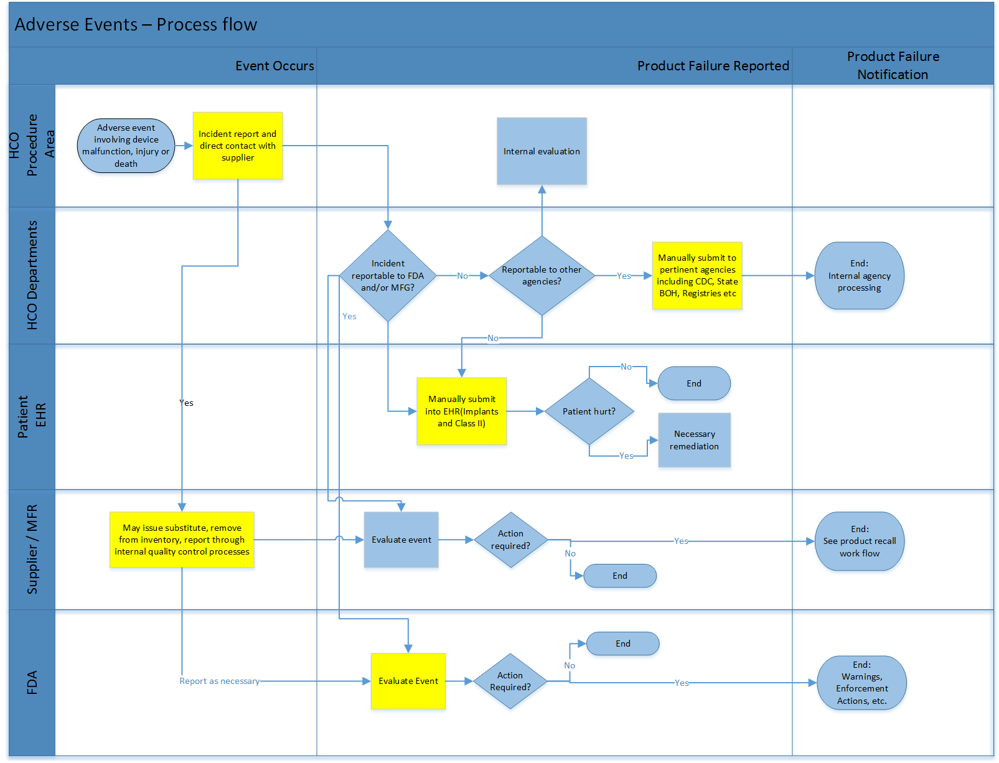 Adverse Events – Process flow
Event Occurs
Product Failure Reported
Product Failure
Notification
HCO
Procedure
Area
Adverse event
involving device
malfunction, injury or
death
Incident report and
direct contact with
supplier
Internal evaluation
HCO Departments
Incident
reportable to FDA
and/or MFG?
No
Yes
Reportable to other
agencies?
Yes
No
Manually submit to
pertinent agencies
including CDC, State
BOH, Registries etc
End:
Internal agency
processing
Patient
EHR
Yes
Manually submit
into EHR(Implants
and Class II)
Patient hurt?
No
End
Yes
Necessary
remediation
Supplier / MFR
May issue substitute, remove
from inventory, report through
internal quality control processes
Evaluate event
Action
required?
Yes
No
End
End:
See product recall
work flow
FDA
Report as necessary
Evaluate Event
Action
Required?
No
End
Yes
End:
Warnings,
Enforcement
Actions, etc.